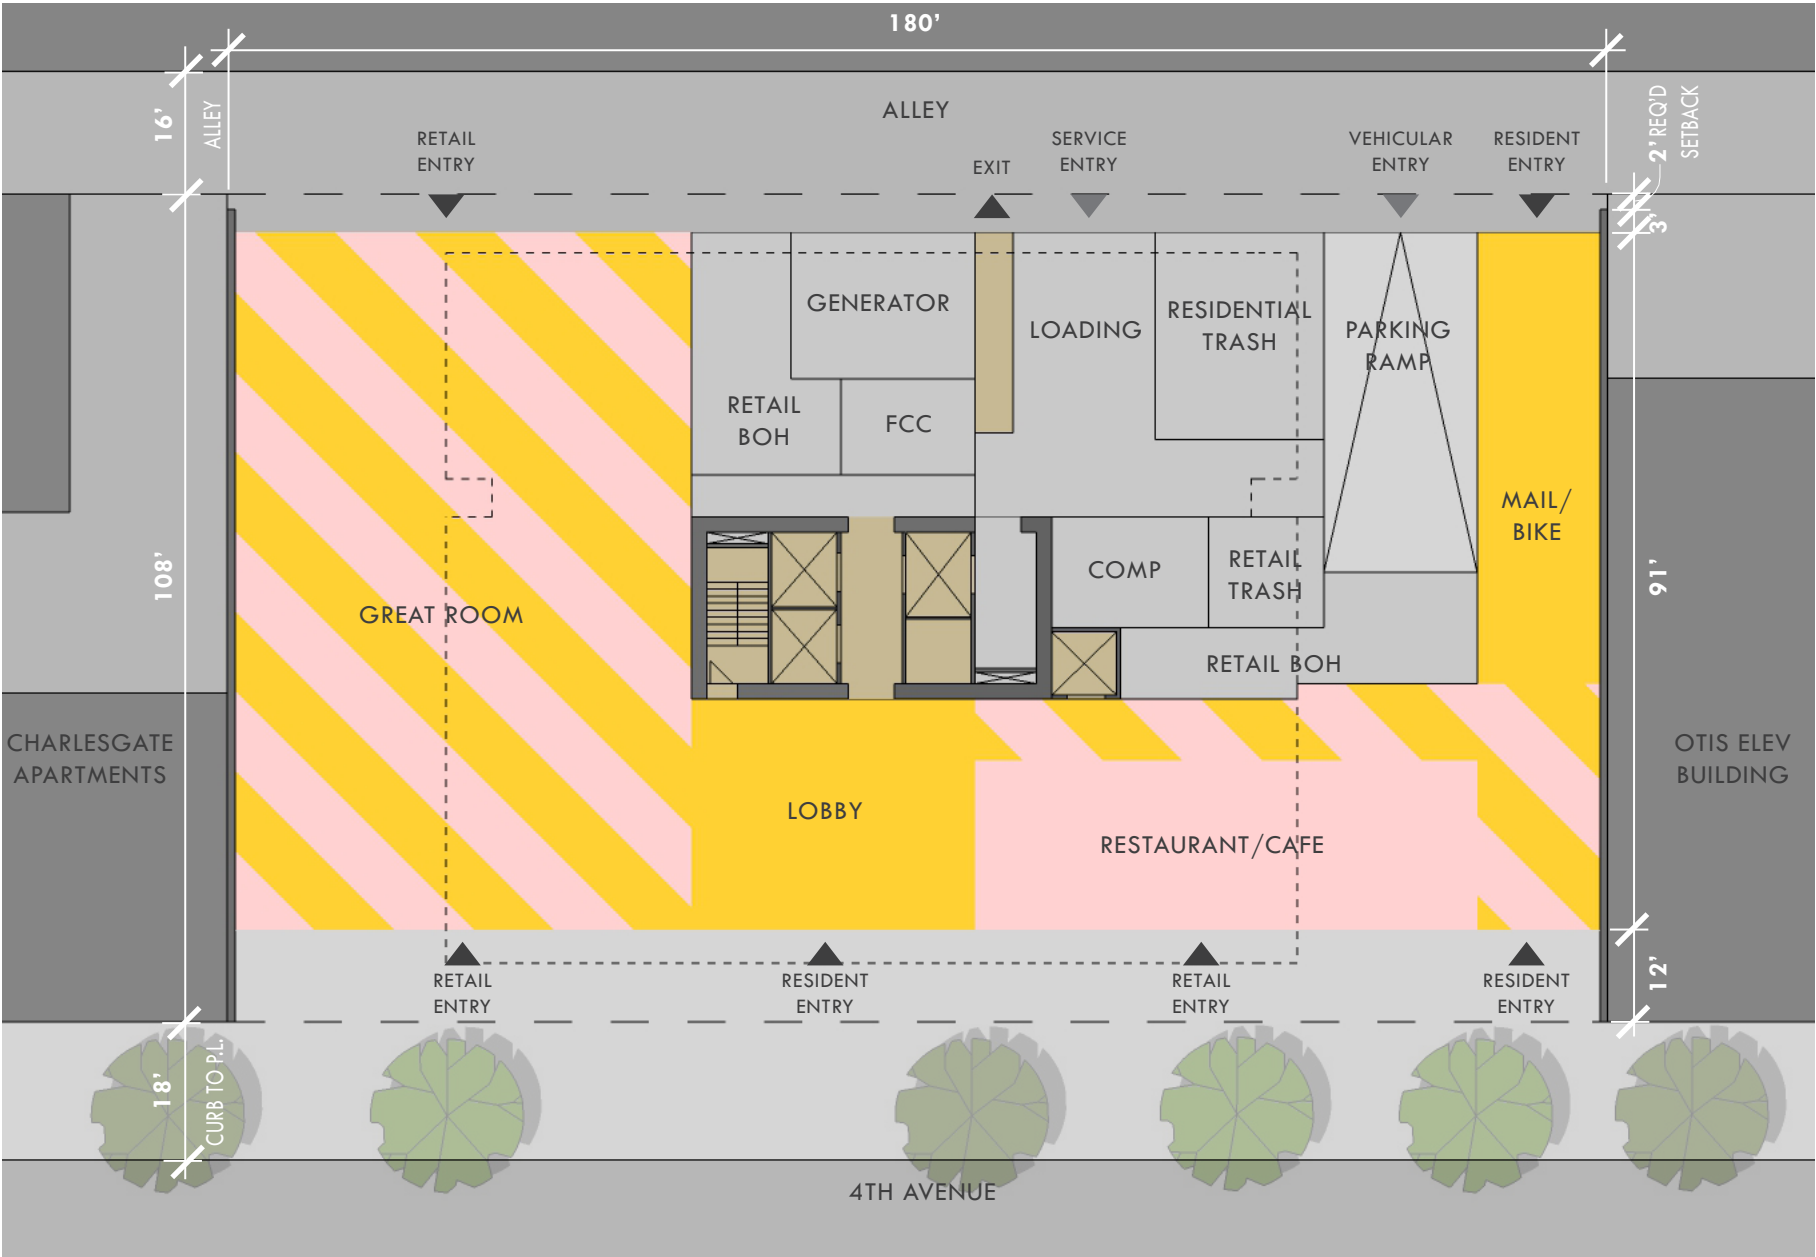 180’
16’
ALLEY
ALLEY
2’ REQ’D
SETBACK
RETAIL
ENTRY
EXIT
SERVICE
ENTRY
VEHICULAR
ENTRY
RESIDENT
ENTRY
3’
GENERATOR
LOADING
RESIDENTIAL
TRASH
PARKING
RAMP
RETAIL
BOH
FCC
MAIL/
BIKE
108’
91’
GREAT ROOM
COMP
RETAIL
TRASH
RETAIL BOH
CHARLESGATE
APARTMENTS
OTIS ELEV
BUILDING
LOBBY
RESTAURANT/CAFE
RETAIL
ENTRY
RESIDENT
ENTRY
RETAIL
ENTRY
RESIDENT
ENTRY
12’
18’
CURB TO P.L.
4TH AVENUE